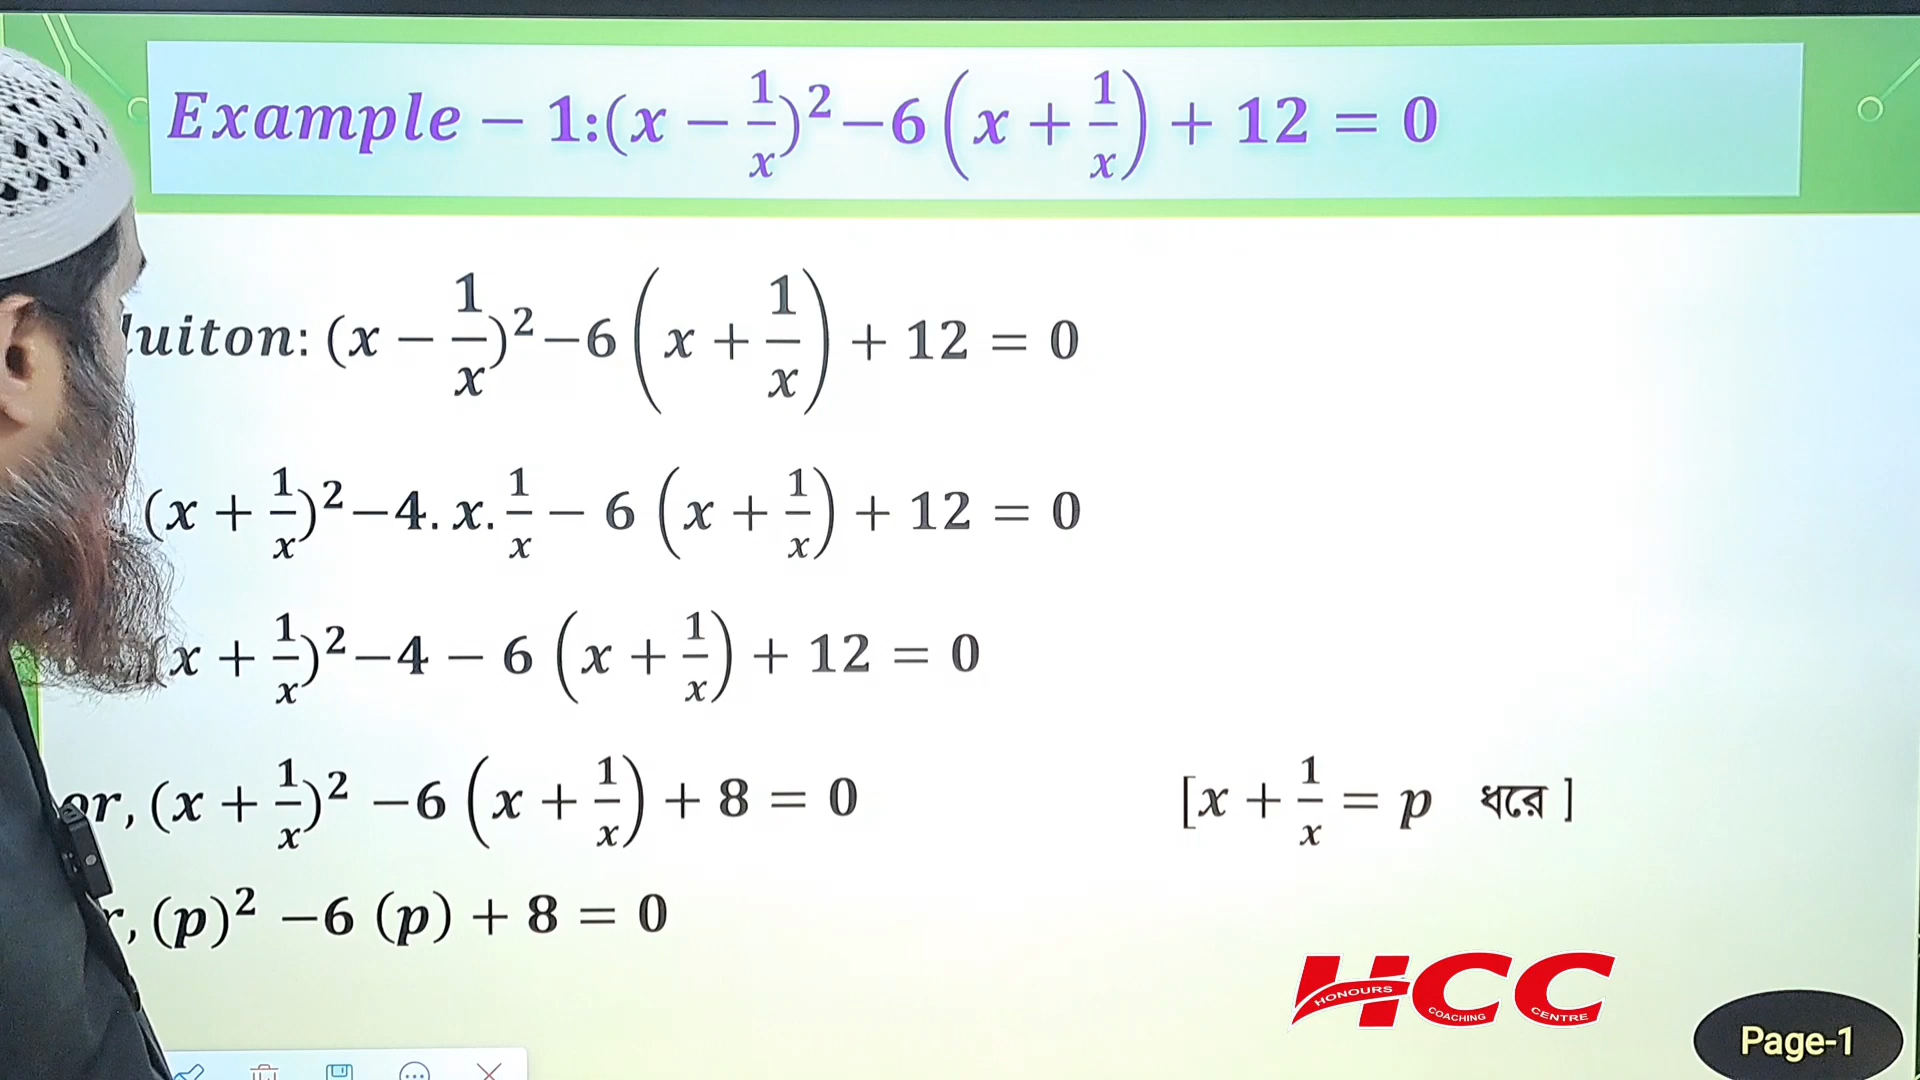 Example – 1:(x – 1/x)² –6 (x + 1/x) + 12 = 0
luiton: (x – 1/x)² –6 (x + 1/x) + 12 = 0
(x + 1/x)² –4. x. 1/x – 6 (x + 1/x) + 12 = 0
(x + 1/x)² –4 – 6 (x + 1/x) + 12 = 0
or, (x + 1/x)² –6 (x + 1/x) + 8 = 0 [x + 1/x = p ধরে ]
r, (p)² –6 (p) + 8 = 0
HCC
HONOURS COACHING CENTRE
Page-1